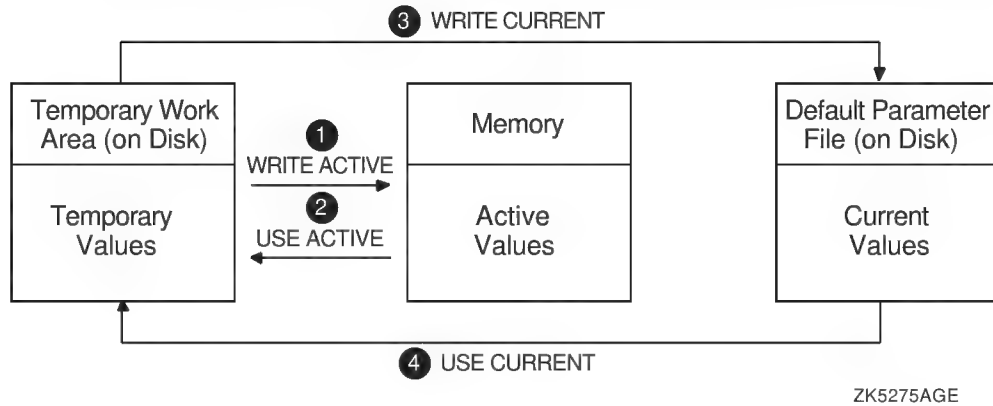 3 WRITE CURRENT
Temporary Work
Area (on Disk)
1
WRITE ACTIVE
2
USE ACTIVE
Temporary
Values
Memory
Active
Values
Default Parameter
File (on Disk)
Current
Values
4 USE CURRENT
ZK5275AGE